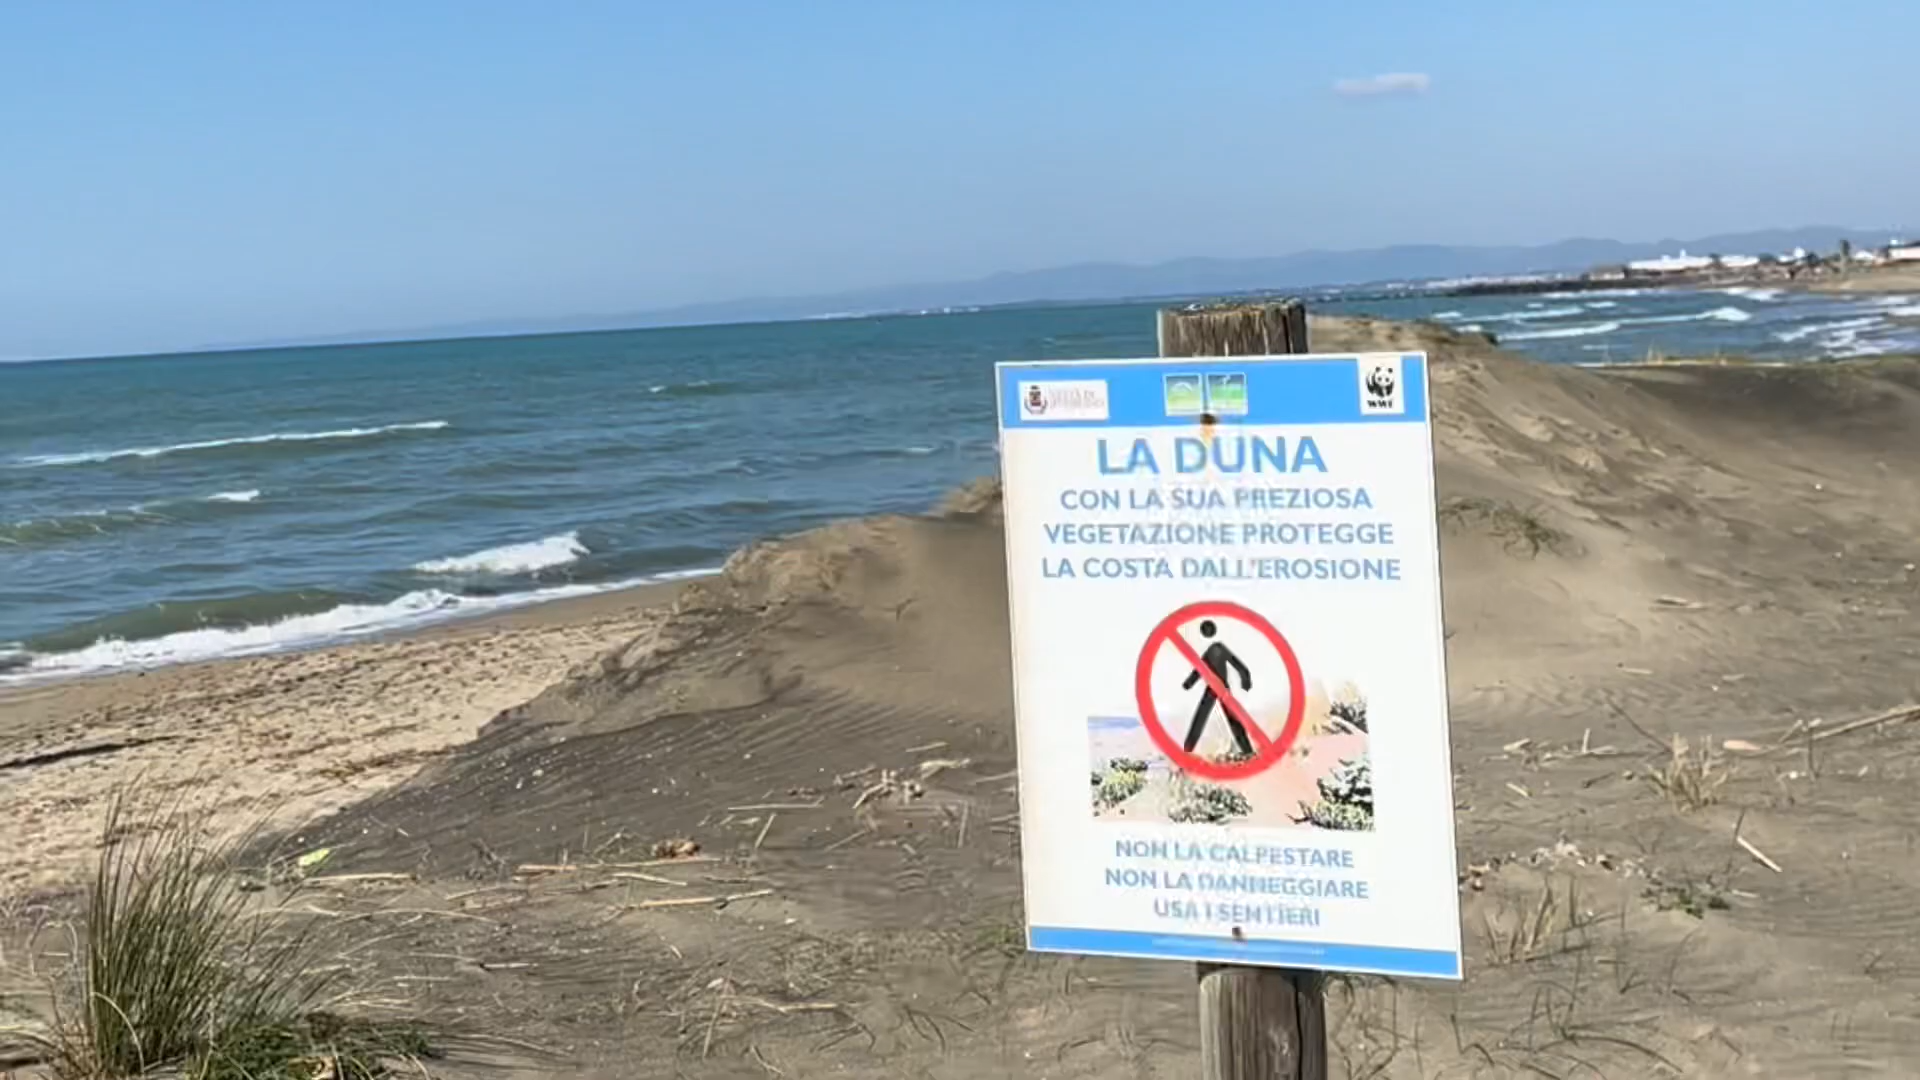 WWF
LA DUNA
CON LA SUA PREZIOSA
VEGETAZIONE PROTEGGE
LA COSTA DALL'EROSIONE
NON LA CALPESTARE
NON LA DANNEGGIARE
USA I SENTIERI